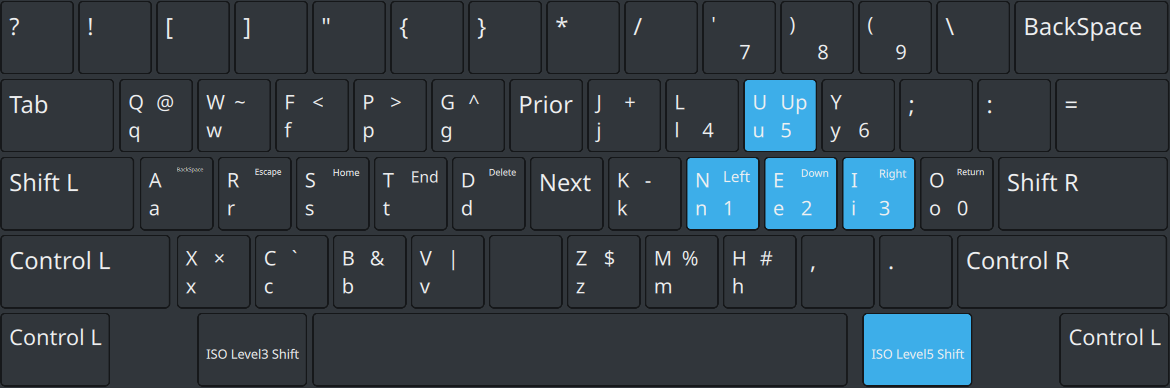 ? ! [ ] " { } * / ' ) ( \ BackSpace
7 8 9
Tab Q @ W ~ F < P > G ^ Prior J + L U Up Y ; : =
q w f p g j l 4 u 5 y 6
Shift L A BackSpace R Escape S Home T End D Delete Next K - N Left E Down I Right O Return Shift R
a r s t d k n 1 e 2 i 3 o 0
Control L X × C ` B & V | Z $ M % H # , . Control R
x c b v z m h
Control L ISO Level3 Shift ISO Level5 Shift Control L